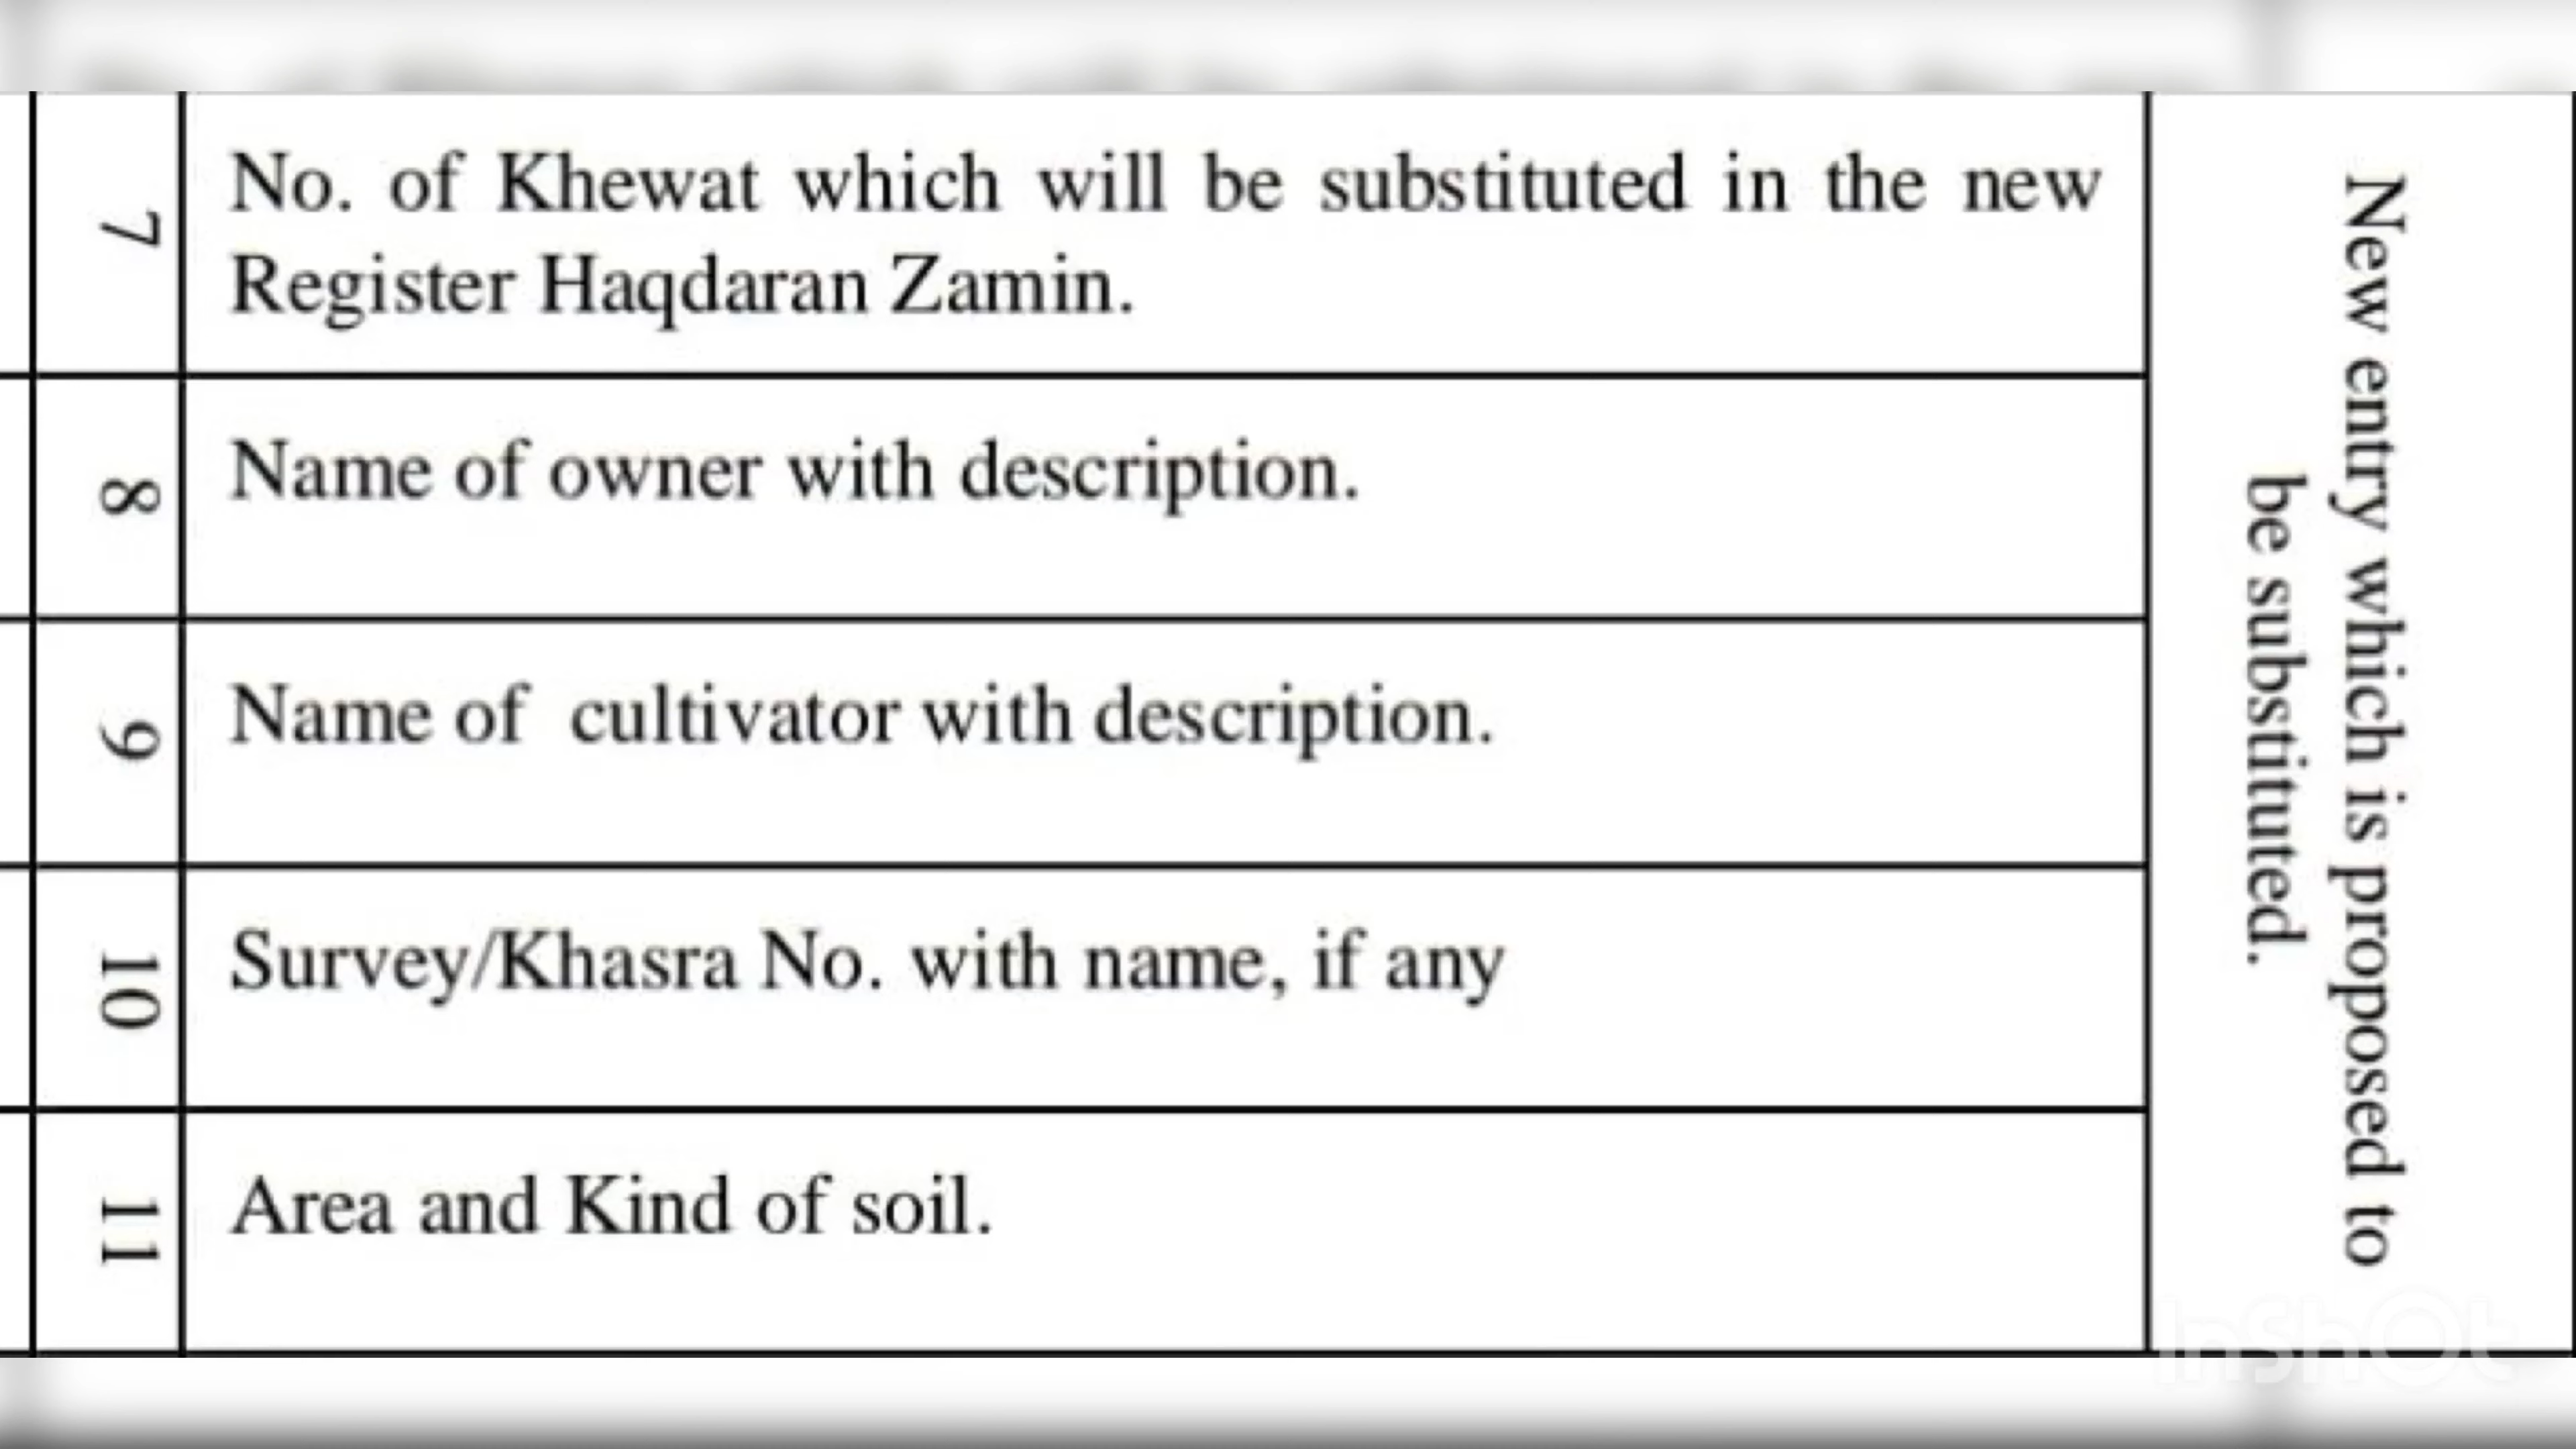 7
No. of Khewat which will be substituted in the new
Register Haqdaran Zamin.
8
Name of owner with description.
9
Name of cultivator with description.
10
Survey/Khasra No. with name, if any
11
Area and Kind of soil.
New entry which is proposed to
be substituted.
InShOt